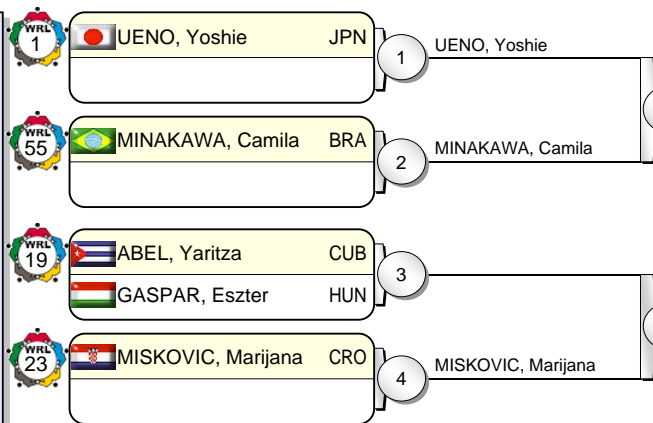 WRL
1
UENO, Yoshie JPN
1
UENO, Yoshie
WRL
55
MINAKAWA, Camila BRA
2
MINAKAWA, Camila
WRL
19
ABEL, Yaritza CUB
GASPAR, Eszter HUN
3
WRL
23
MISKOVIC, Marijana CRO
4
MISKOVIC, Marijana